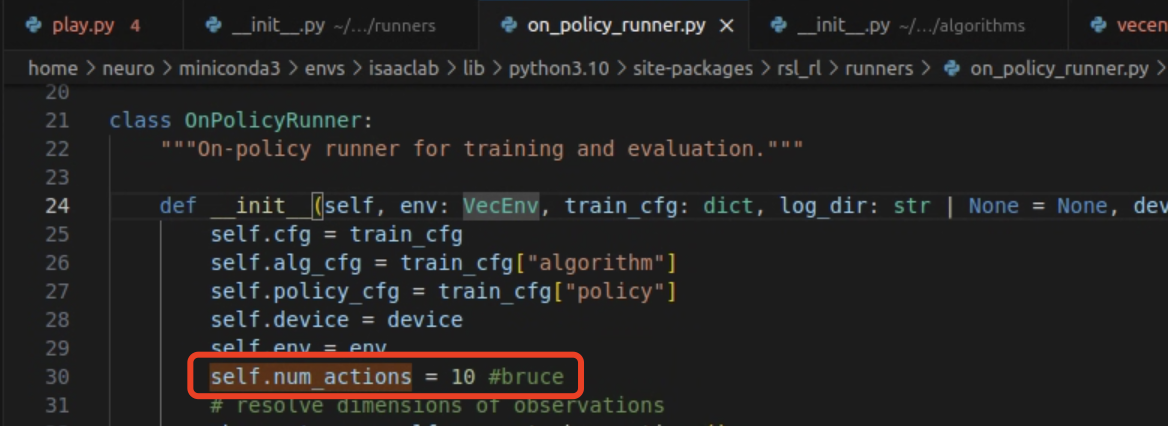 play.py 4 __init__.py ~/.../runners on_policy_runner.py × __init__.py ~/.../algorithms vecen
home > neuro > miniconda3 > envs > isaaclab > lib > python3.10 > site-packages > rsl_rl > runners > on_policy_runner.py >
20
21 class OnPolicyRunner:
22     """On-policy runner for training and evaluation."""
23
24     def __init__(self, env: VecEnv, train_cfg: dict, log_dir: str | None = None, dev
25         self.cfg = train_cfg
26         self.alg_cfg = train_cfg["algorithm"]
27         self.policy_cfg = train_cfg["policy"]
28         self.device = device
29         self.env = env
30         self.num_actions = 10 #bruce
31         # resolve dimensions of observations